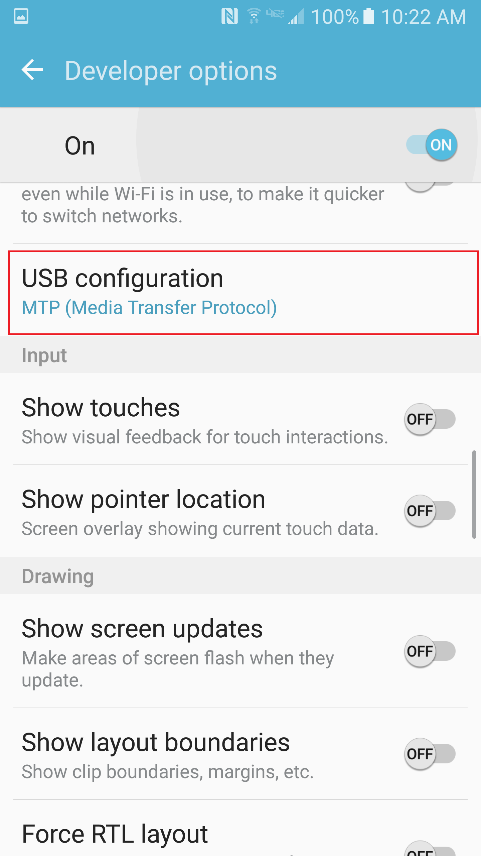 100% 10:22 AM
Developer options
On
ON
even while Wi-Fi is in use, to make it quicker
to switch networks.
USB configuration
MTP (Media Transfer Protocol)
Input
Show touches
OFF
Show visual feedback for touch interactions.
Show pointer location
OFF
Screen overlay showing current touch data.
Drawing
Show screen updates
OFF
Make areas of screen flash when they
update.
Show layout boundaries
OFF
Show clip boundaries, margins, etc.
Force RTL layout
OFF